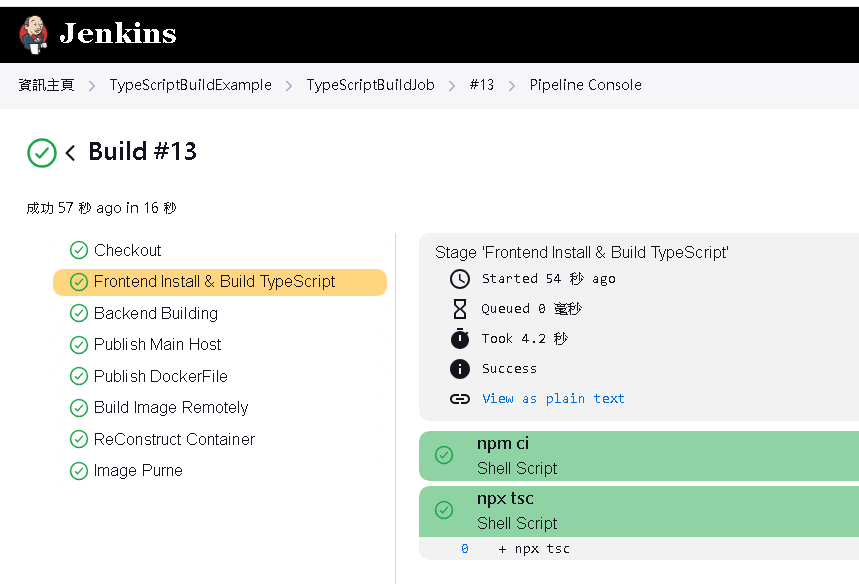 Jenkins
資訊主頁 > TypeScriptBuildExample > TypeScriptBuildJob > #13 > Pipeline Console
Build #13
成功 57 秒 ago in 16 秒
Checkout
Frontend Install & Build TypeScript
Backend Building
Publish Main Host
Publish DockerFile
Build Image Remotely
ReConstruct Container
Image Purne
Stage 'Frontend Install & Build TypeScript'
Started 54 秒 ago
Queued 0 毫秒
Took 4.2 秒
Success
View as plain text
npm ci
Shell Script
npx tsc
Shell Script
0 + npx tsc